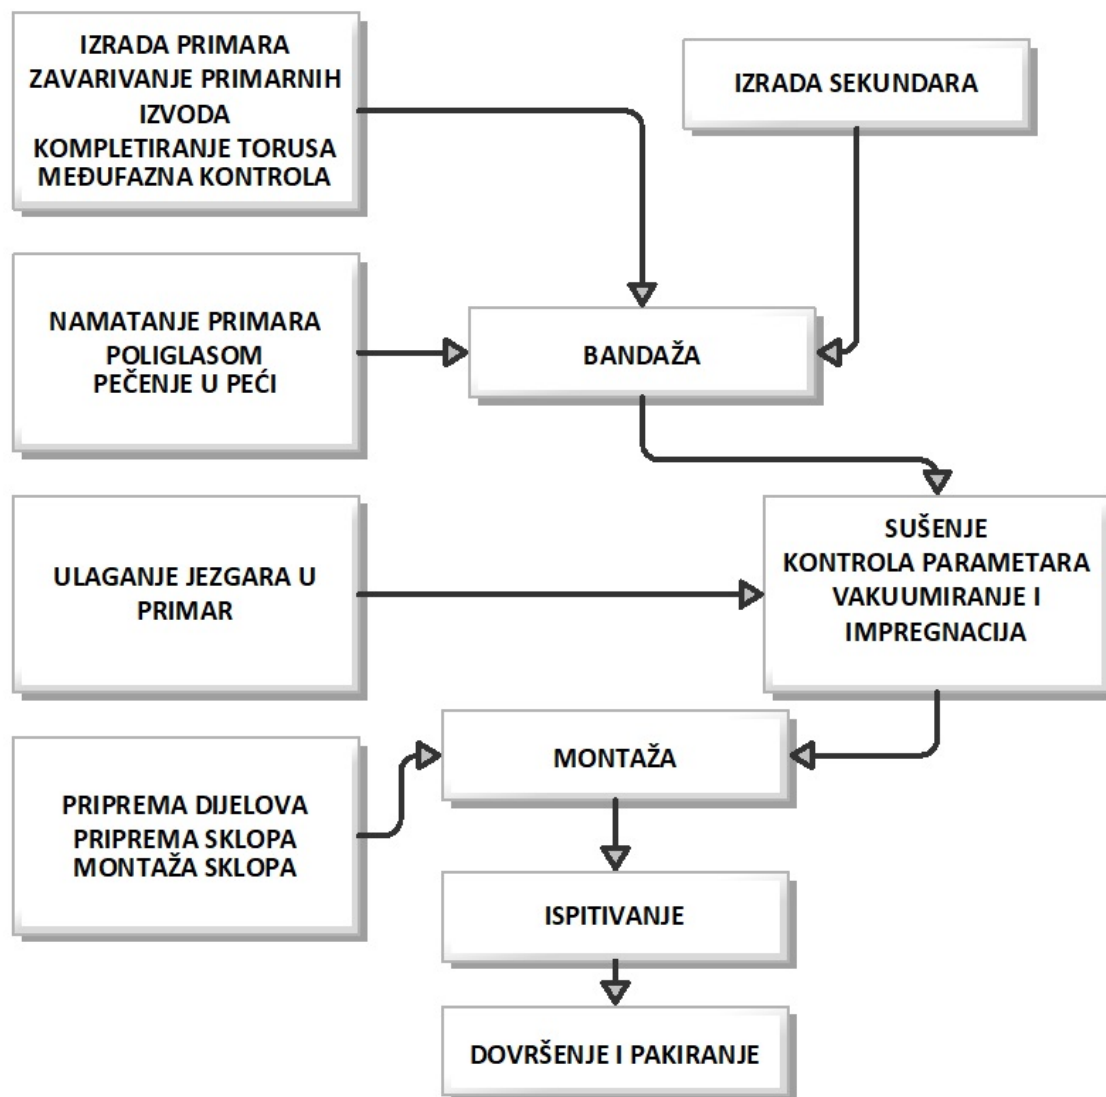 IZRADA PRIMARA
ZAVARIVANJE PRIMARNIH
IZVODA
KOMPLETIRANJE TORUSA
MEĐUFAZNA KONTROLA
IZRADA SEKUNDARA
NAMATANJE PRIMARA
POLIGLASOM
PEČENJE U PEĆI
BANDAŽA
ULAGANJE JEZGARA U
PRIMAR
SUŠENJE
KONTROLA PARAMETARA
VAKUUMIRANJE I
IMPREGNACIJA
PRIPREMA DIJELOVA
PRIPREMA SKLOPA
MONTAŽA SKLOPA
MONTAŽA
ISPITIVANJE
DOVRŠENJE I PAKIRANJE